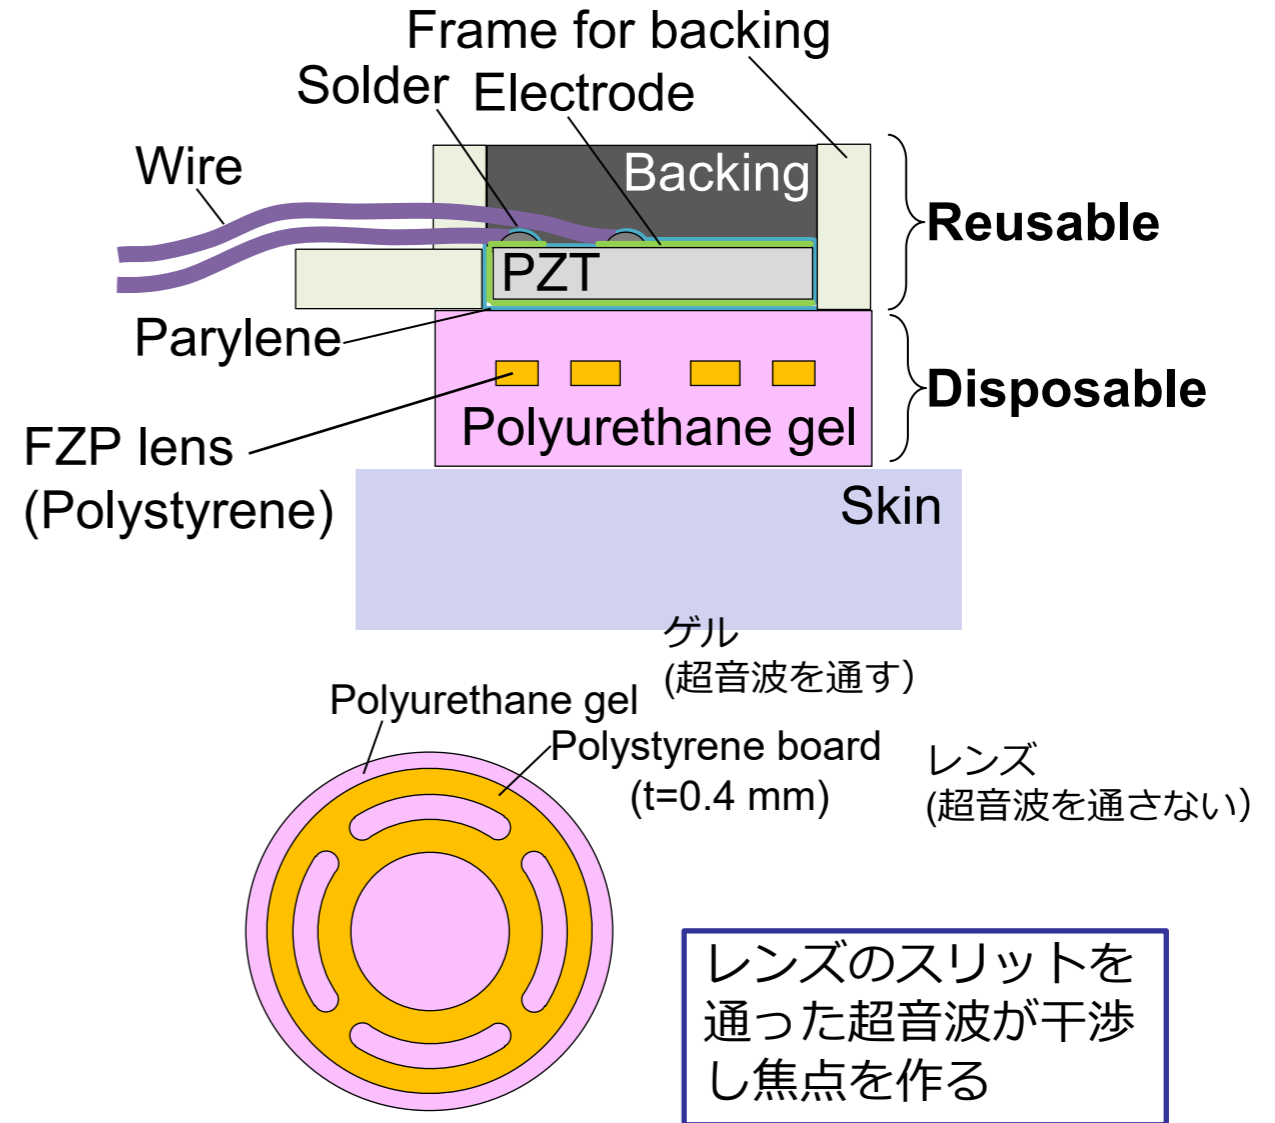 Frame for backing
Solder
Electrode
Wire
Backing
Reusable
PZT
Parylene
Disposable
FZP lens
(Polystyrene)
Polyurethane gel
Skin
ゲル
(超音波を通す）
Polyurethane gel
Polystyrene board
(t=0.4 mm)
レンズ
(超音波を通さない）
レンズのスリットを
通った超音波が干渉
し焦点を作る